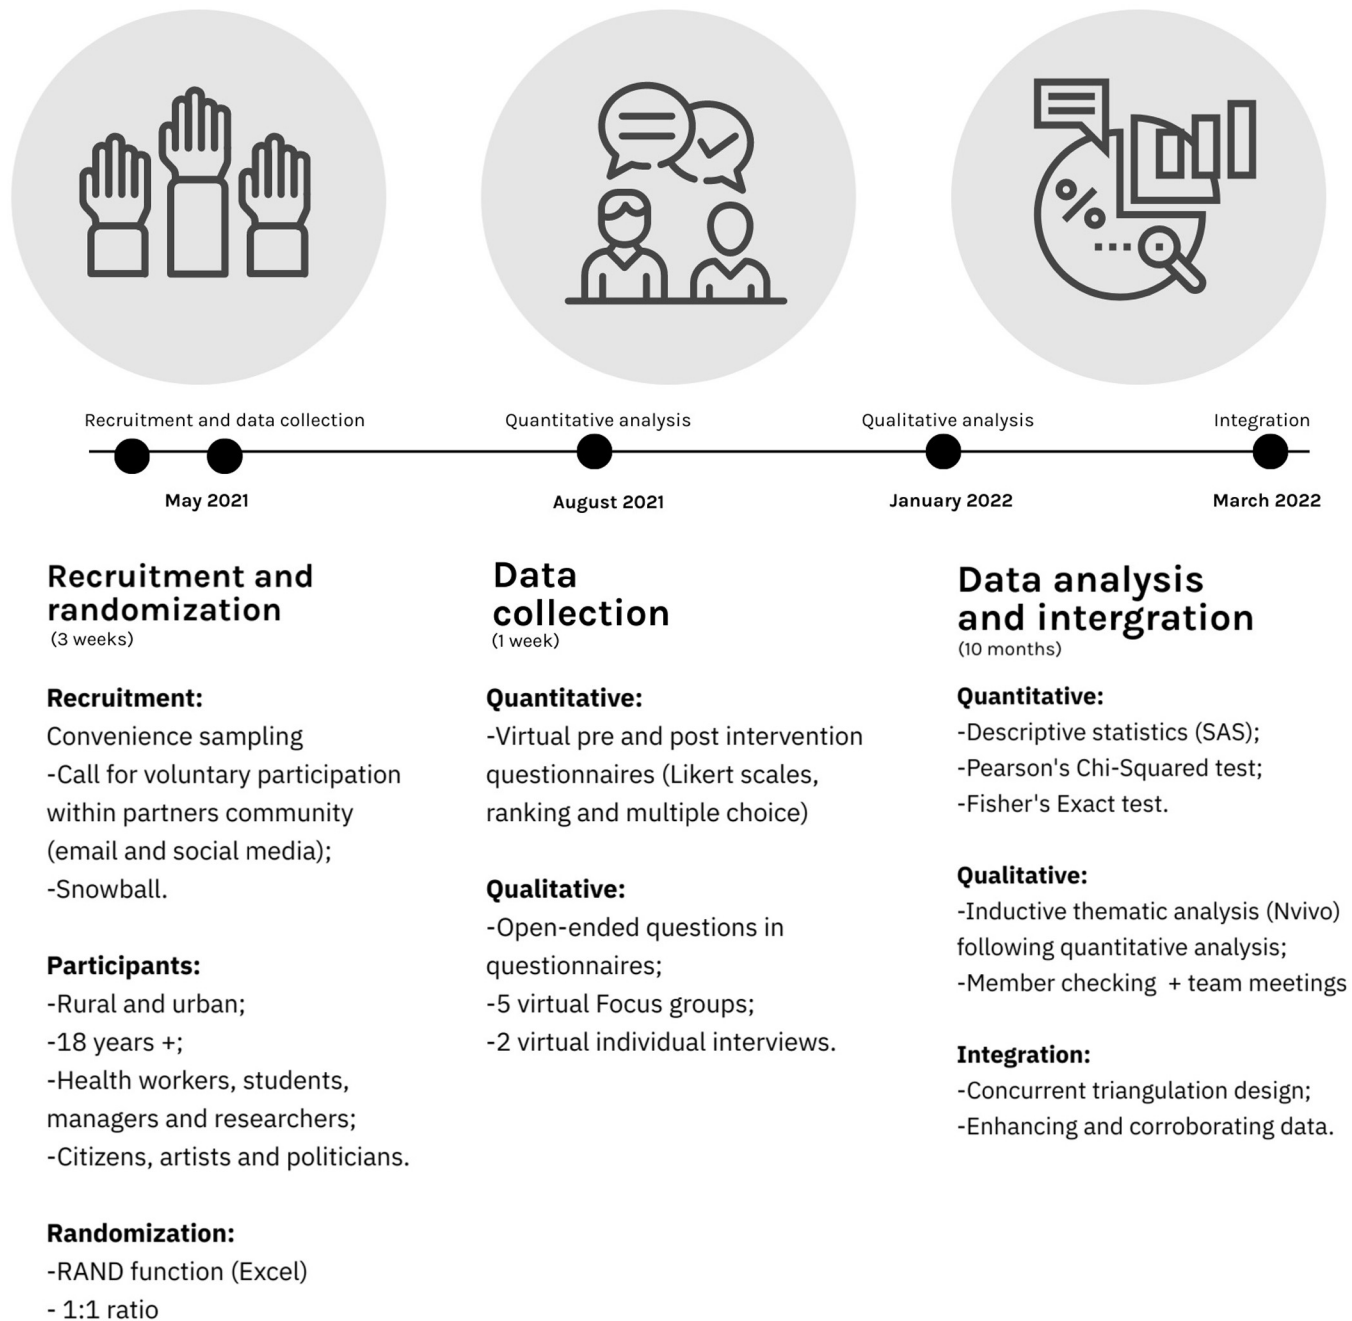 %
Recruitment and data collection
Quantitative analysis
Qualitative analysis
Integration
May 2021
August 2021
January 2022
March 2022
Recruitment and
randomization
(3 weeks)
Recruitment:
Convenience sampling
-Call for voluntary participation
within partners community
(email and social media);
-Snowball.
Participants:
-Rural and urban;
-18 years +;
-Health workers, students,
managers and researchers;
-Citizens, artists and politicians.
Randomization:
-RAND function (Excel)
- 1:1 ratio
Data
collection
(1 week)
Quantitative:
-Virtual pre and post intervention
questionnaires (Likert scales,
ranking and multiple choice)
Qualitative:
-Open-ended questions in
questionnaires;
-5 virtual Focus groups;
-2 virtual individual interviews.
Data analysis
and intergration
(10 months)
Quantitative:
-Descriptive statistics (SAS);
-Pearson's Chi-Squared test;
-Fisher's Exact test.
Qualitative:
-Inductive thematic analysis (Nvivo)
following quantitative analysis;
-Member checking  + team meetings
Integration:
-Concurrent triangulation design;
-Enhancing and corroborating data.